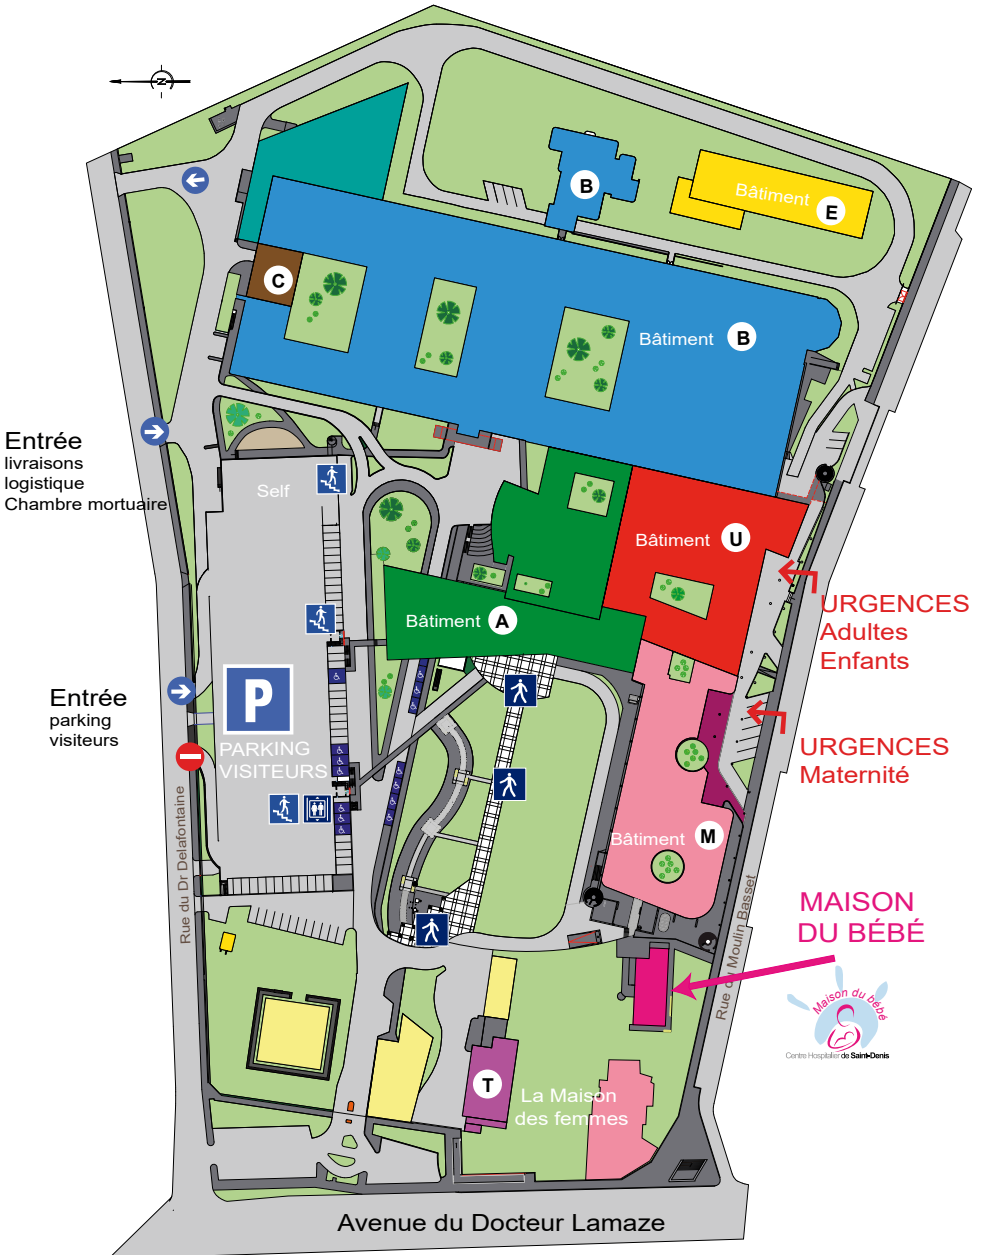 N
B
Bâtiment E
C
Bâtiment B
Entrée
livraisons
logistique
Chambre mortuaire
Self
Bâtiment U
URGENCES
Adultes
Enfants
Bâtiment A
Entrée
parking
visiteurs
P
PARKING
VISITEURS
URGENCES
Maternité
Bâtiment M
Rue du Dr Delafontaine
Rue du Moulin Basset
MAISON
DU BÉBÉ
Maison du bébé
Centre Hospitalier de Saint-Denis
T
La Maison
des femmes
Avenue du Docteur Lamaze